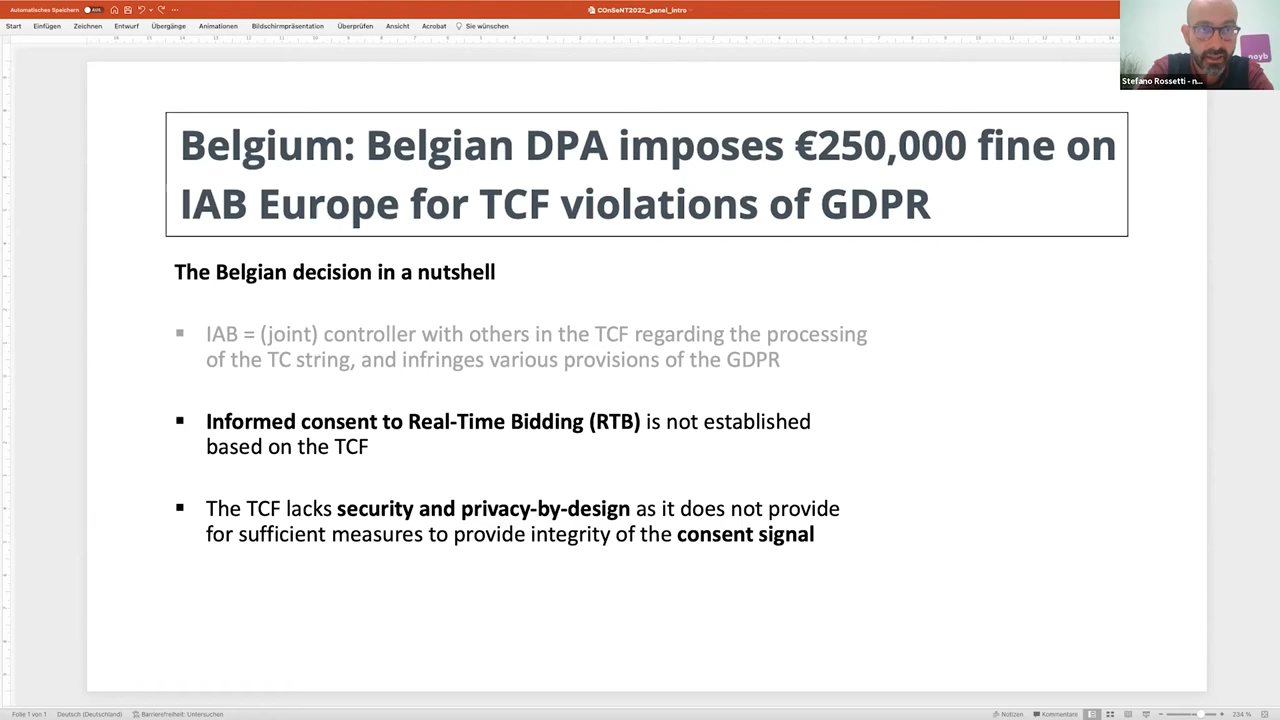 Automatisches Speichern AUS
COnSoNT2022_panel_intro
Start Einfügen Zeichnen Entwurf Übergänge Animationen Bildschirmpräsentation Überprüfen Ansicht Acrobat Sie wünschen
noyb
Stefano Rossetti - n...
Belgium: Belgian DPA imposes €250,000 fine on
IAB Europe for TCF violations of GDPR
The Belgian decision in a nutshell
▪ IAB = (joint) controller with others in the TCF regarding the processing
of the TC string, and infringes various provisions of the GDPR
▪ Informed consent to Real-Time Bidding (RTB) is not established
based on the TCF
▪ The TCF lacks security and privacy-by-design as it does not provide
for sufficient measures to provide integrity of the consent signal
Folie 1 von 1 Deutsch (Deutschland) Barrierefreiheit: Untersuchen Notizen Kommentare 234 %